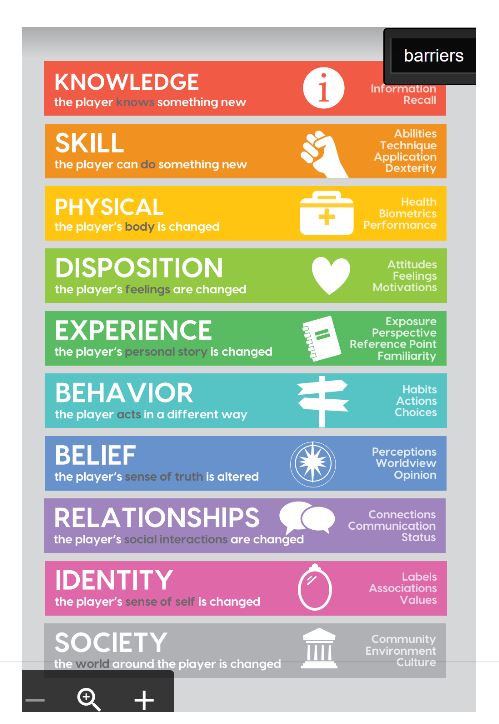 barriers
KNOWLEDGE
the player knows something new
Information
Recall
SKILL
the player can do something new
Abilities
Technique
Application
Dexterity
PHYSICAL
the player's body is changed
Health
Biometrics
Performance
DISPOSITION
the player's feelings are changed
Attitudes
Feelings
Motivations
EXPERIENCE
the player's personal story is changed
Exposure
Perspective
Reference Point
Familiarity
BEHAVIOR
the player acts in a different way
Habits
Actions
Choices
BELIEF
the player's sense of truth is altered
Perceptions
Worldview
Opinion
RELATIONSHIPS
the player's social interactions are changed
Connections
Communication
Status
IDENTITY
the player's sense of self is changed
Labels
Associations
Values
SOCIETY
the world around the player is changed
Community
Environment
Culture